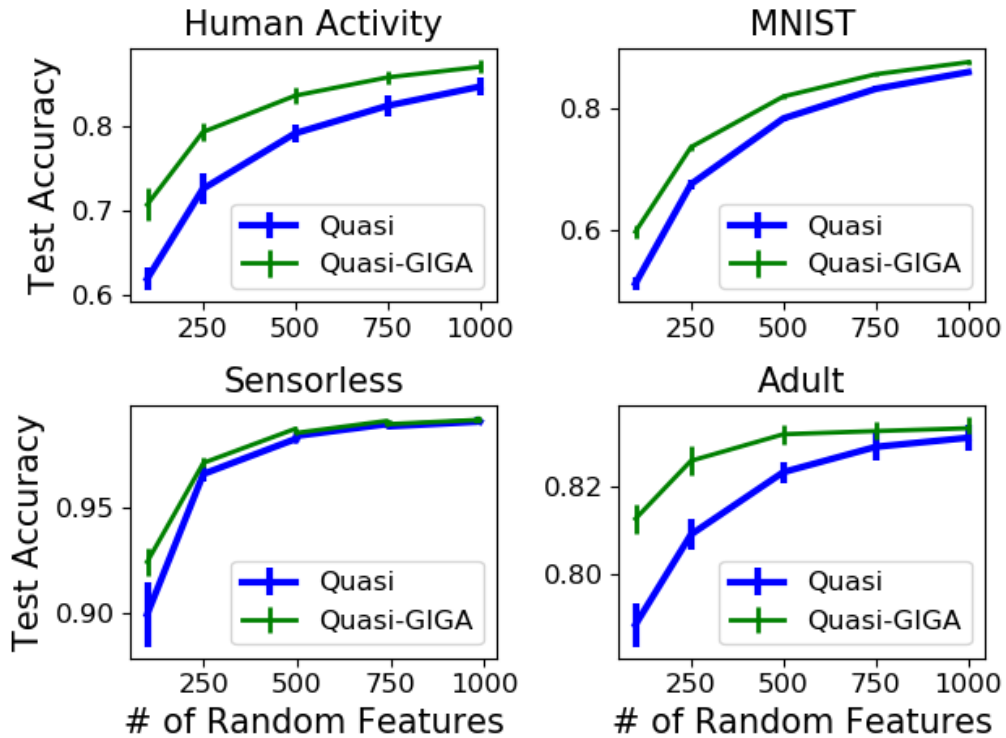 Human Activity
Test Accuracy
0.8
0.7
0.6
Quasi
Quasi-GIGA
250 500 750 1000
MNIST
0.8
0.6
Quasi
Quasi-GIGA
250 500 750 1000
Sensorless
Test Accuracy
0.95
0.90
Quasi
Quasi-GIGA
250 500 750 1000
# of Random Features
Adult
0.82
0.80
Quasi
Quasi-GIGA
250 500 750 1000
# of Random Features